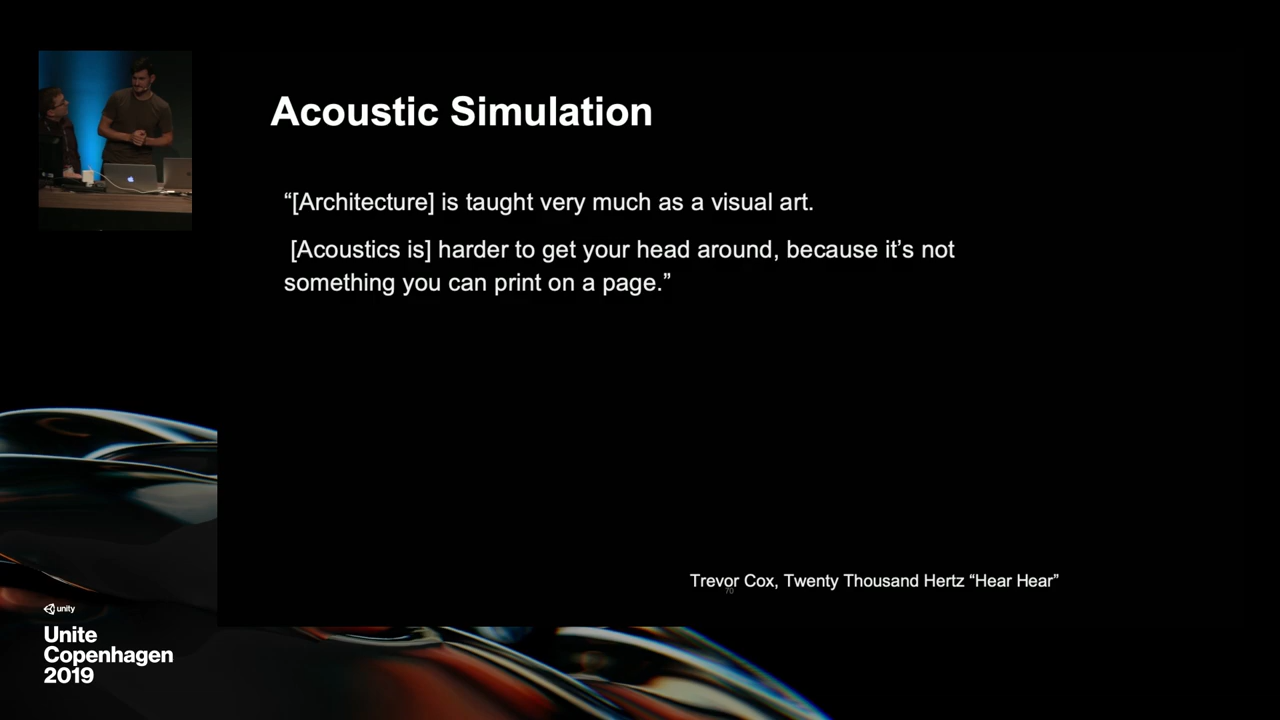 Acoustic Simulation
“[Architecture] is taught very much as a visual art.
[Acoustics is] harder to get your head around, because it’s not
something you can print on a page.”
Trevor Cox, Twenty Thousand Hertz “Hear Hear”
70
unity
Unite
Copenhagen
2019